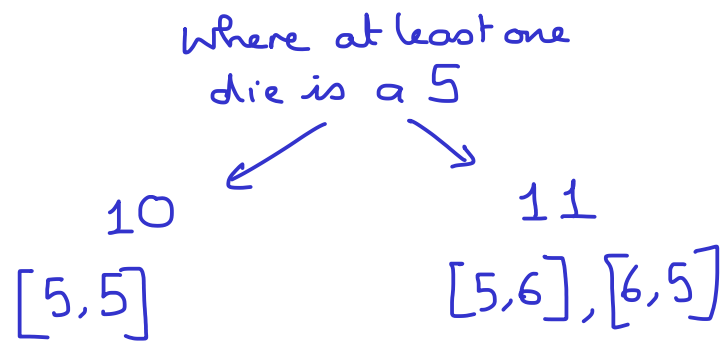 where at least one
die is a 5
10
11
[5,5]
[5,6],[6,5]